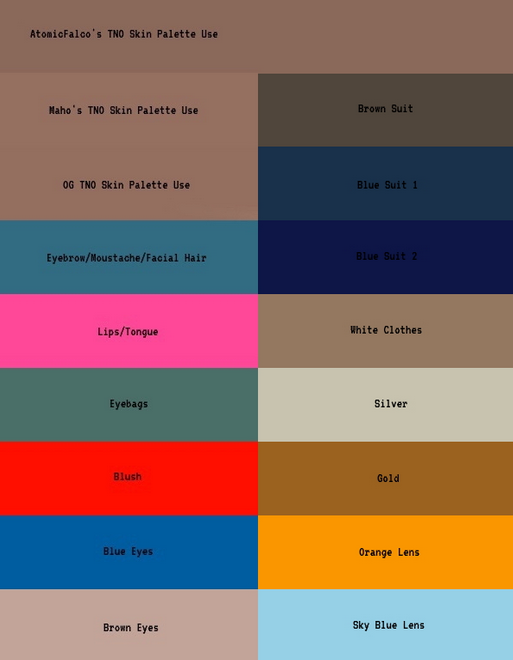 AtomicFalco's TNO Skin Palette Use
Maho's TNO Skin Palette Use
Brown Suit
OG TNO Skin Palette Use
Blue Suit 1
Eyebrow/Moustache/Facial Hair
Blue Suit 2
Lips/Tongue
White Clothes
Eyebags
Silver
Blush
Gold
Blue Eyes
Orange Lens
Brown Eyes
Sky Blue Lens